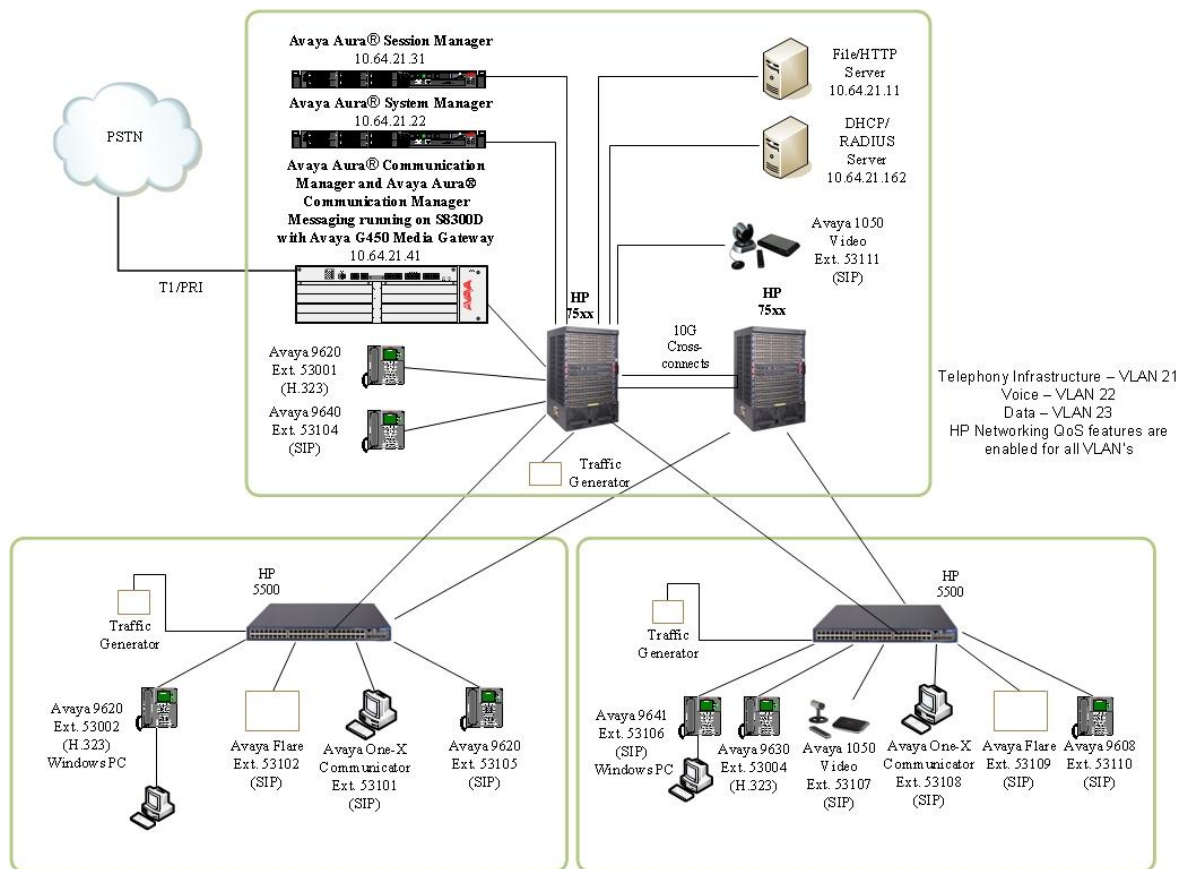 Avaya Aura® Session Manager
10.64.21.31
Avaya Aura® System Manager
10.64.21.22
Avaya Aura® Communication
Manager and Avaya Aura®
Communication Manager
Messaging running on S8300D
with Avaya G450 Media Gateway
10.64.21.41
AVAYA
PSTN
T1/PRI
File/HTTP
Server
10.64.21.11
DHCP/
RADIUS
Server
10.64.21.162
Avaya 1050
Video
Ext. 53111
(SIP)
HP
75xx
HP
75xx
10G
Cross-
connects
Avaya 9620
Ext. 53001
(H.323)
Avaya 9640
Ext. 53104
(SIP)
Traffic
Generator
Telephony Infrastructure – VLAN 21
Voice – VLAN 22
Data – VLAN 23
HP Networking QoS features are
enabled for all VLAN's
HP
5500
Traffic
Generator
Avaya 9620
Ext. 53002
(H.323)
Windows PC
Avaya Flare
Ext. 53102
(SIP)
Avaya One-X
Communicator
Ext. 53101
(SIP)
Avaya 9620
Ext. 53105
(SIP)
HP
5500
Traffic
Generator
Avaya 9641
Ext. 53106
(SIP)
Windows PC
Avaya 9630
Ext. 53004
(H.323)
Avaya 1050
Video
Ext. 53107
(SIP)
Avaya One-X
Communicator
Ext. 53108
(SIP)
Avaya Flare
Ext. 53109
(SIP)
Avaya 9608
Ext. 53110
(SIP)